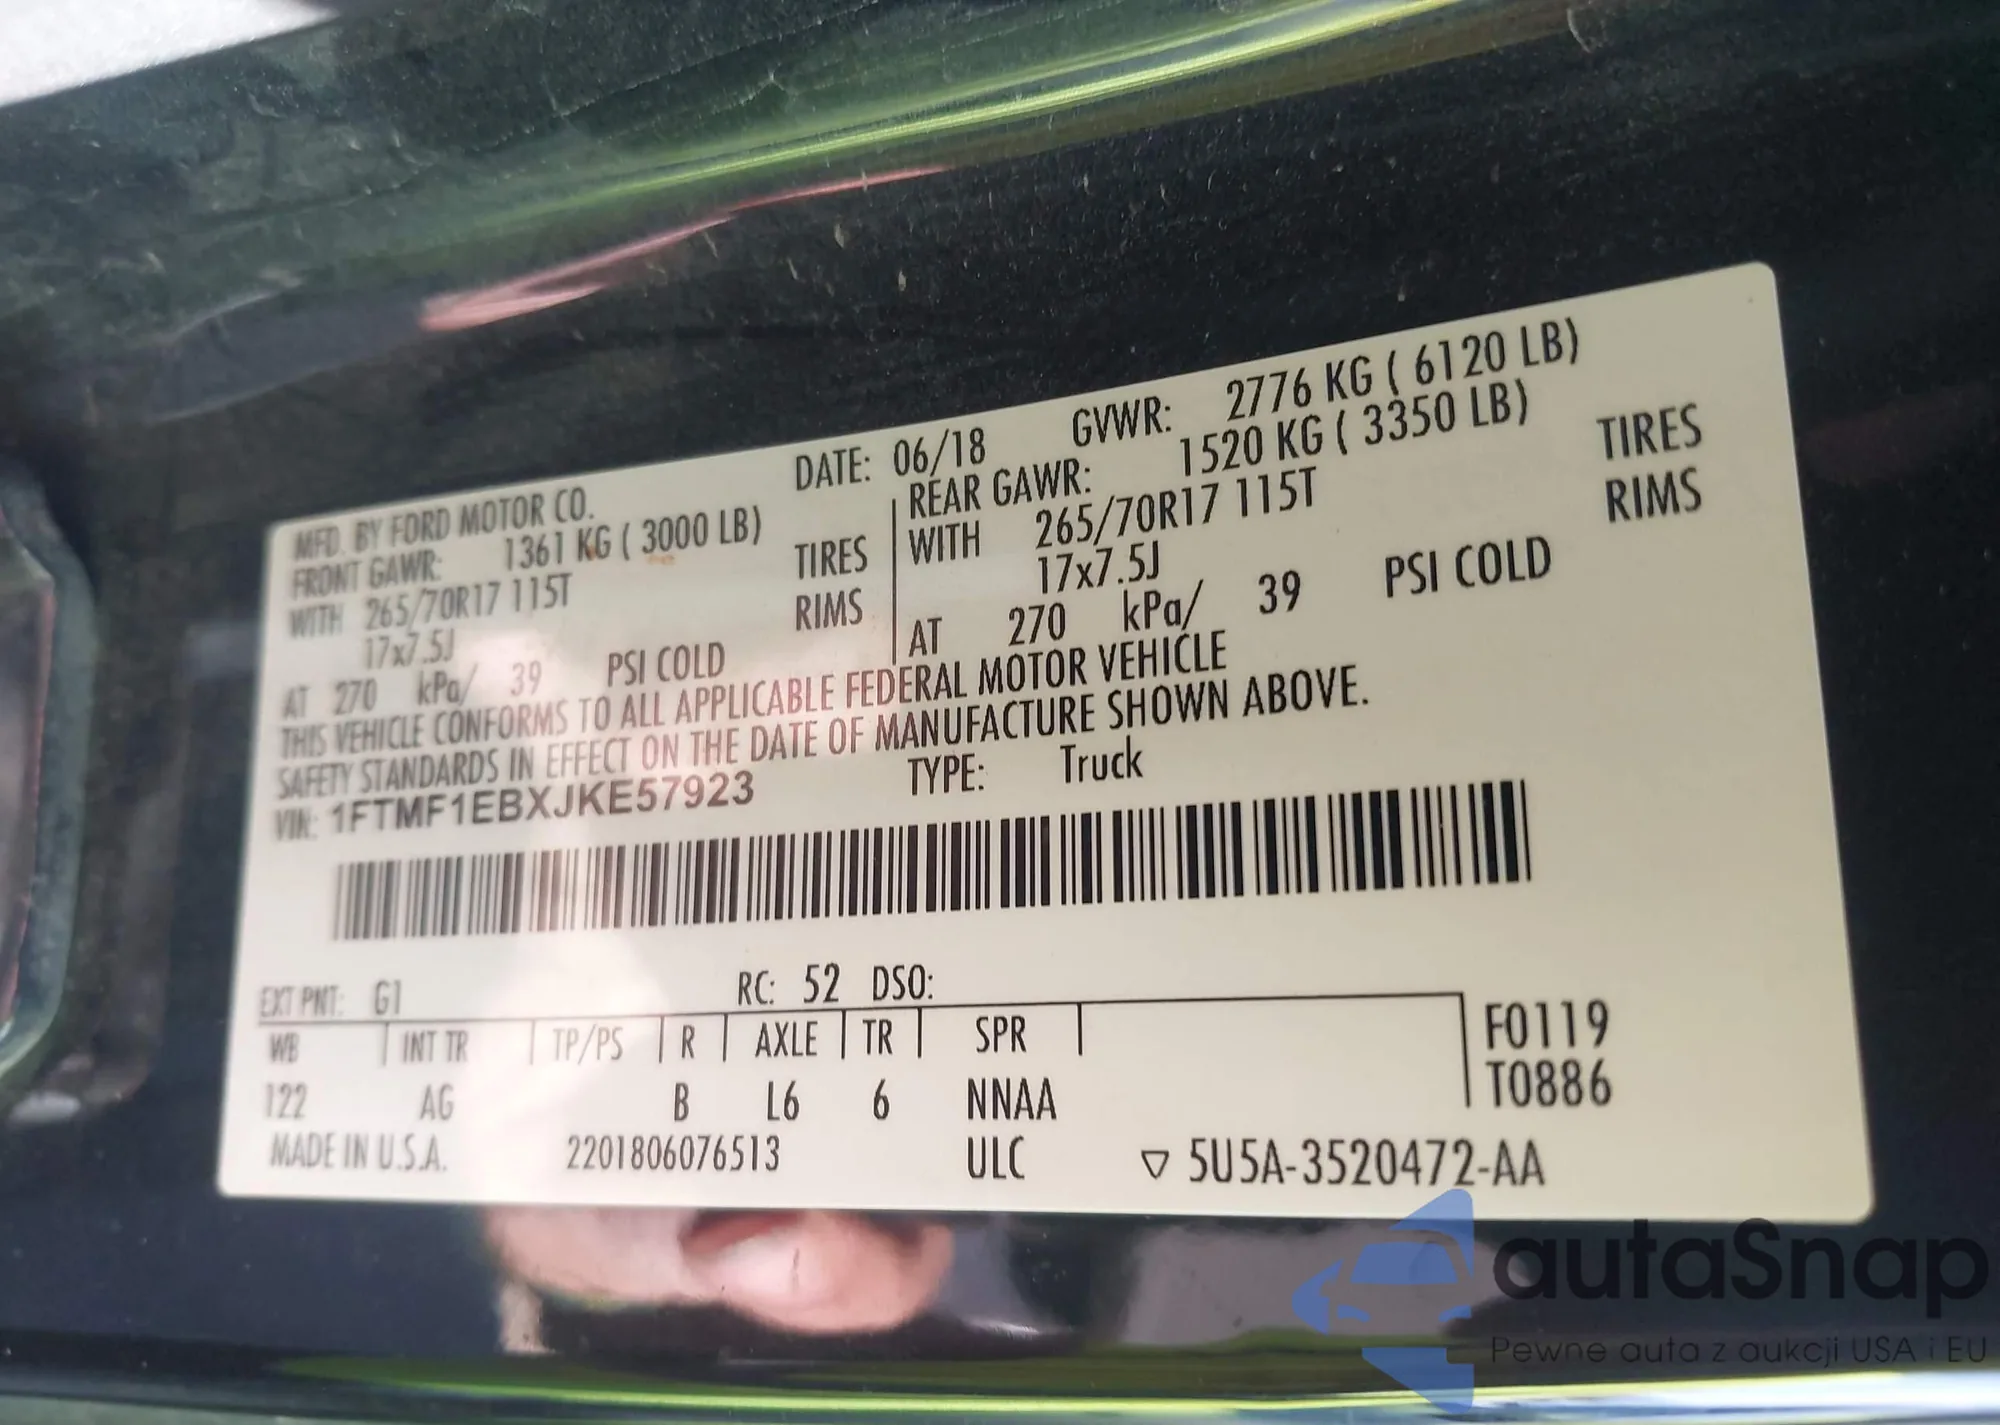 MFD. BY FORD MOTOR CO. DATE: 06/18 GVWR: 2776 KG ( 6120 LB)
FRONT GAWR: 1361 KG ( 3000 LB) REAR GAWR: 1520 KG ( 3350 LB)
WITH 265/70R17 115T TIRES WITH 265/70R17 115T TIRES
17x7.5J RIMS 17x7.5J RIMS
AT 270 kPa/ 39 PSI COLD AT 270 kPa/ 39 PSI COLD
THIS VEHICLE CONFORMS TO ALL APPLICABLE FEDERAL MOTOR VEHICLE
SAFETY STANDARDS IN EFFECT ON THE DATE OF MANUFACTURE SHOWN ABOVE.
VIN: 1FTMF1EBXJKE57923 TYPE: Truck
EXT PNT: G1 RC: 52 DSO:
WB INT TR TP/PS R AXLE TR SPR F0119
122 AG B L6 6 NNAA T0886
MADE IN U.S.A. 2201806076513 ULC ▽ 5U5A-3520472-AA
autaSnap
Pewne auta z aukcji USA i EU